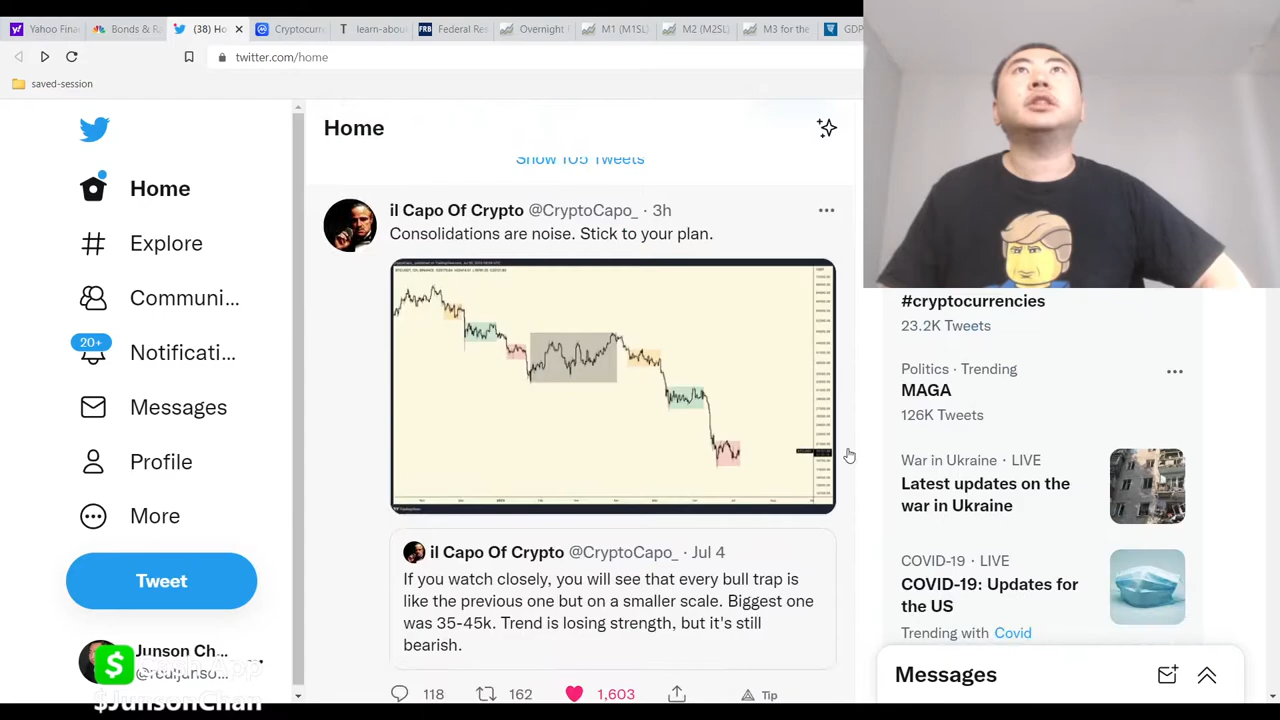 Yahoo Fina
Bonds & R
(38) Ho
Cryptocurr
learn-abou
Federal Res
Overnight
M1 (M1SL)
M2 (M2SL)
M3 for the
GDP
twitter.com/home
saved-session
Home
Explore
Communi...
20+
Notificati...
Messages
Profile
More
Tweet
Junson Ch...
$JunsonChan
Home
Show 105 Tweets
il Capo Of Crypto @CryptoCapo_ · 3h
Consolidations are noise. Stick to your plan.
il Capo Of Crypto @CryptoCapo_ · Jul 4
If you watch closely, you will see that every bull trap is
like the previous one but on a smaller scale. Biggest one
was 35-45k. Trend is losing strength, but it's still
bearish.
118
162
1,603
Tip
#cryptocurrencies
23.2K Tweets
Politics · Trending
MAGA
126K Tweets
War in Ukraine · LIVE
Latest updates on the
war in Ukraine
COVID-19 · LIVE
COVID-19: Updates for
the US
Trending with Covid
Messages